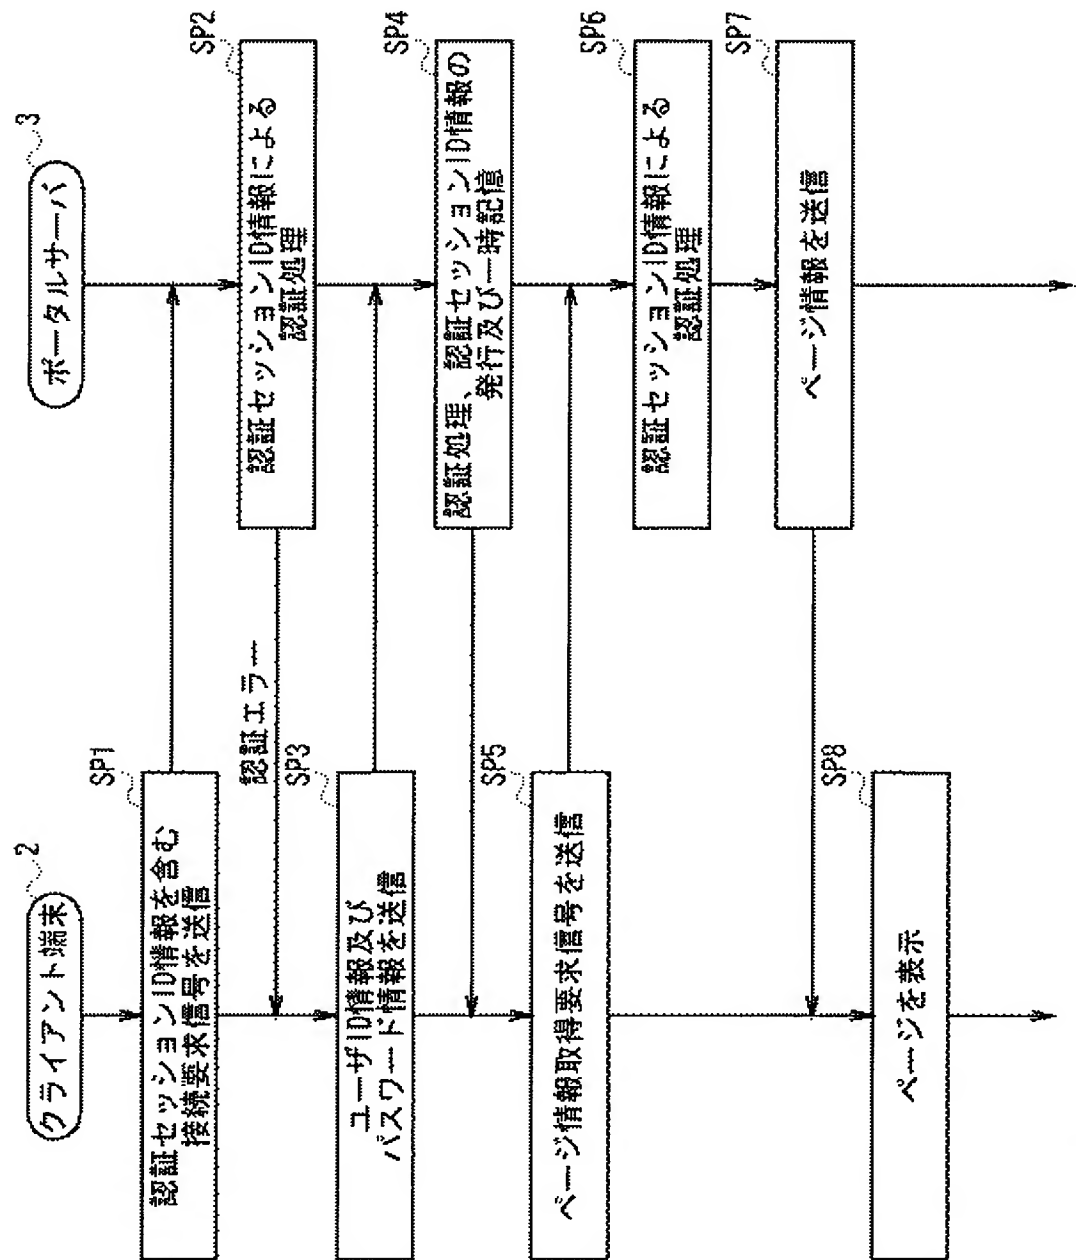 クライアント端末
2
ポータルサーバ
3
SP1
認証セッションID情報を含む
接続要求信号を送信
SP2
認証セッションID情報による
認証処理
認証エラー
SP3
ユーザID情報及び
パスワード情報を送信
SP4
認証処理、認証セッションID情報の
発行及び一時記憶
SP5
ページ情報取得要求信号を送信
SP6
認証セッションID情報による
認証処理
SP7
ページ情報を送信
SP8
ページを表示